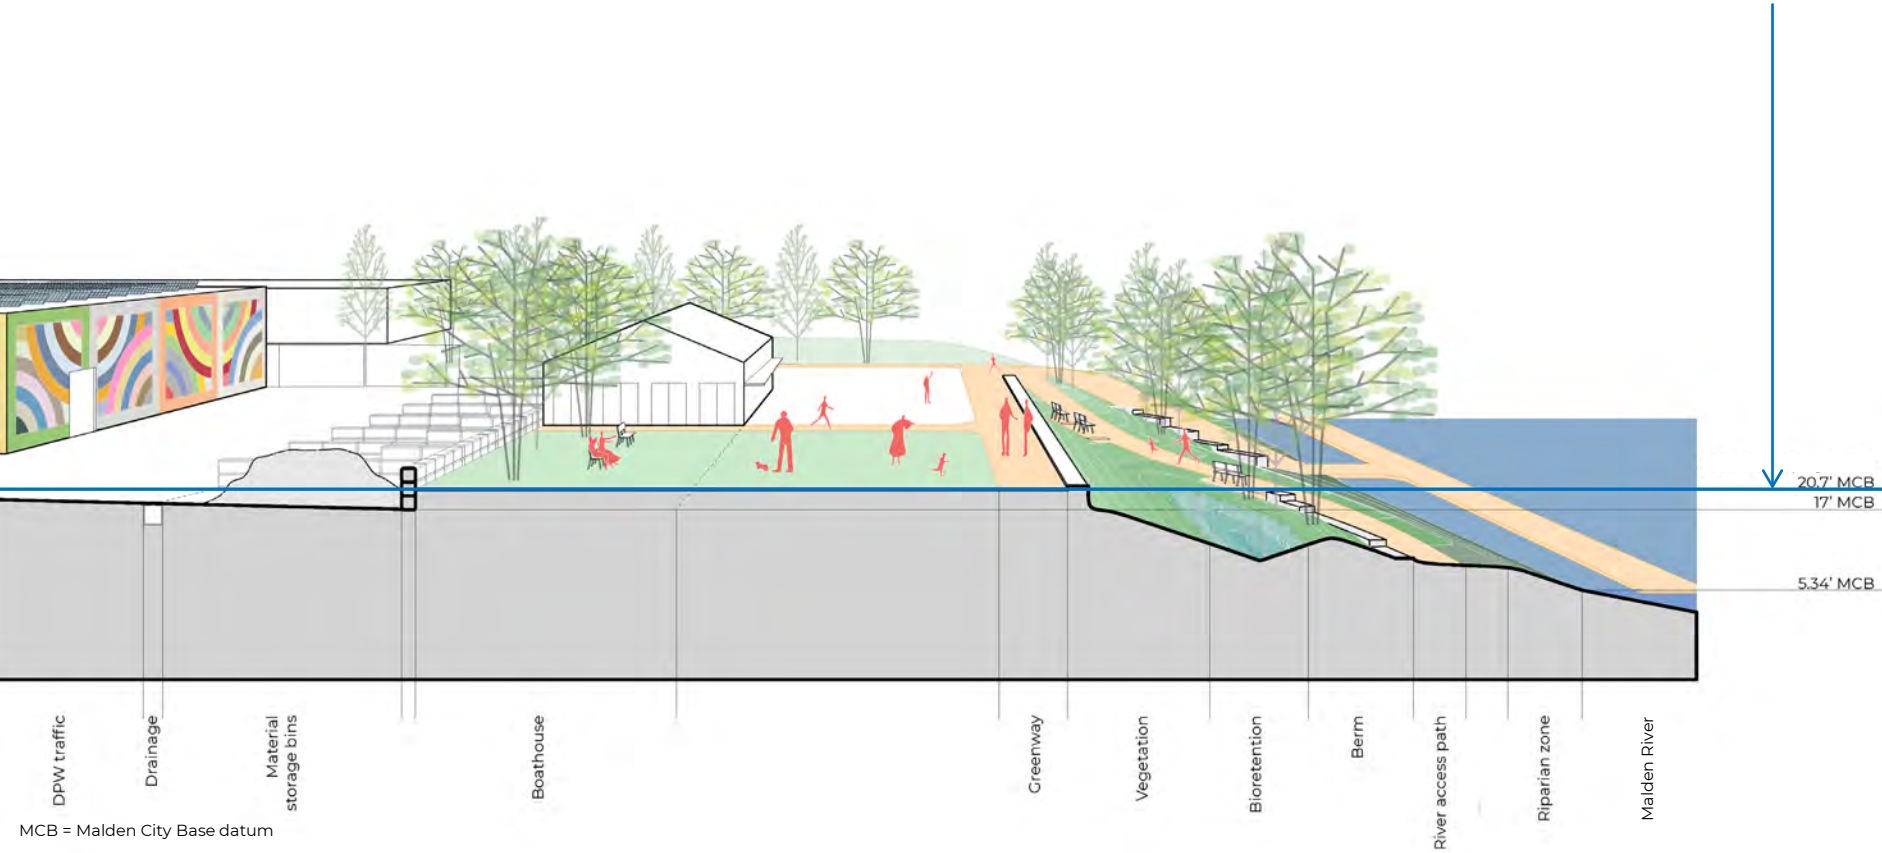 20.7’ MCB
17’ MCB
5.34’ MCB
DPW traffic
Drainage
Material
storage bins
Boathouse
Greenway
Vegetation
Bioretention
Berm
River access path
Riparian zone
Malden River
MCB = Malden City Base datum